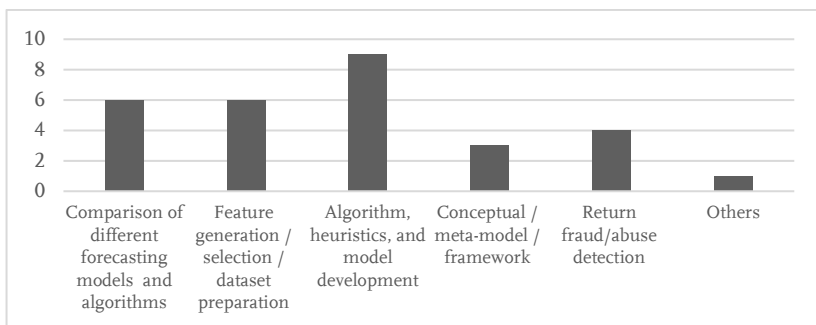 10
8
6
4
2
0
Comparison of
different
forecasting
models and
algorithms
Feature
generation /
selection /
dataset
preparation
Algorithm,
heuristics, and
model
development
Conceptual /
meta-model /
framework
Return
fraud/abuse
detection
Others